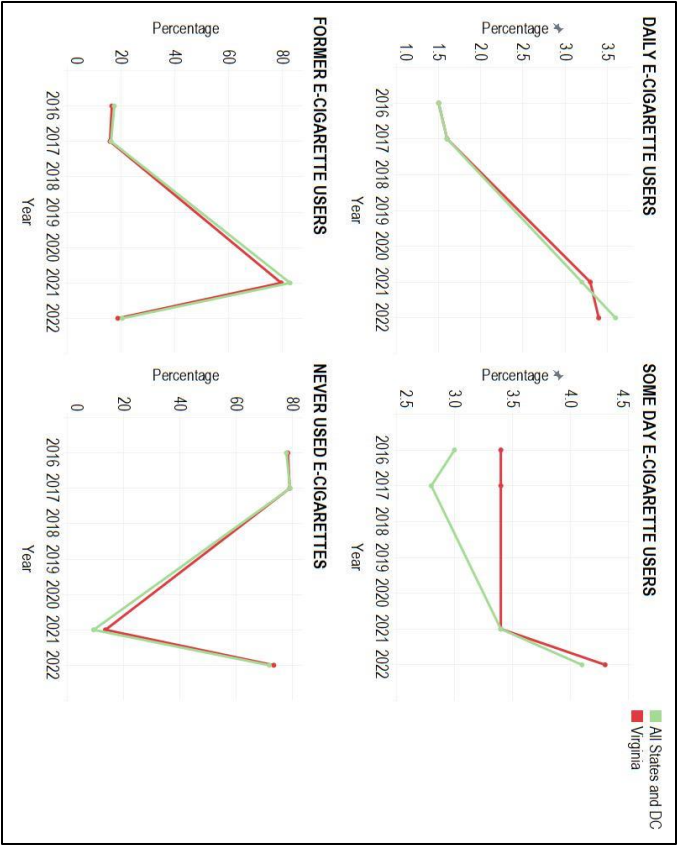 DAILY E-CIGARETTE USERS
Percentage
3.5
3.0
2.5
2.0
1.5
1.0
2016 2017 2018 2019 2020 2021 2022
Year
SOME DAY E-CIGARETTE USERS
Percentage
4.5
4.0
3.5
3.0
2.5
2016 2017 2018 2019 2020 2021 2022
Year
All States and DC
Virginia
FORMER E-CIGARETTE USERS
Percentage
80
60
40
20
0
2016 2017 2018 2019 2020 2021 2022
Year
NEVER USED E-CIGARETTES
Percentage
80
60
40
20
0
2016 2017 2018 2019 2020 2021 2022
Year